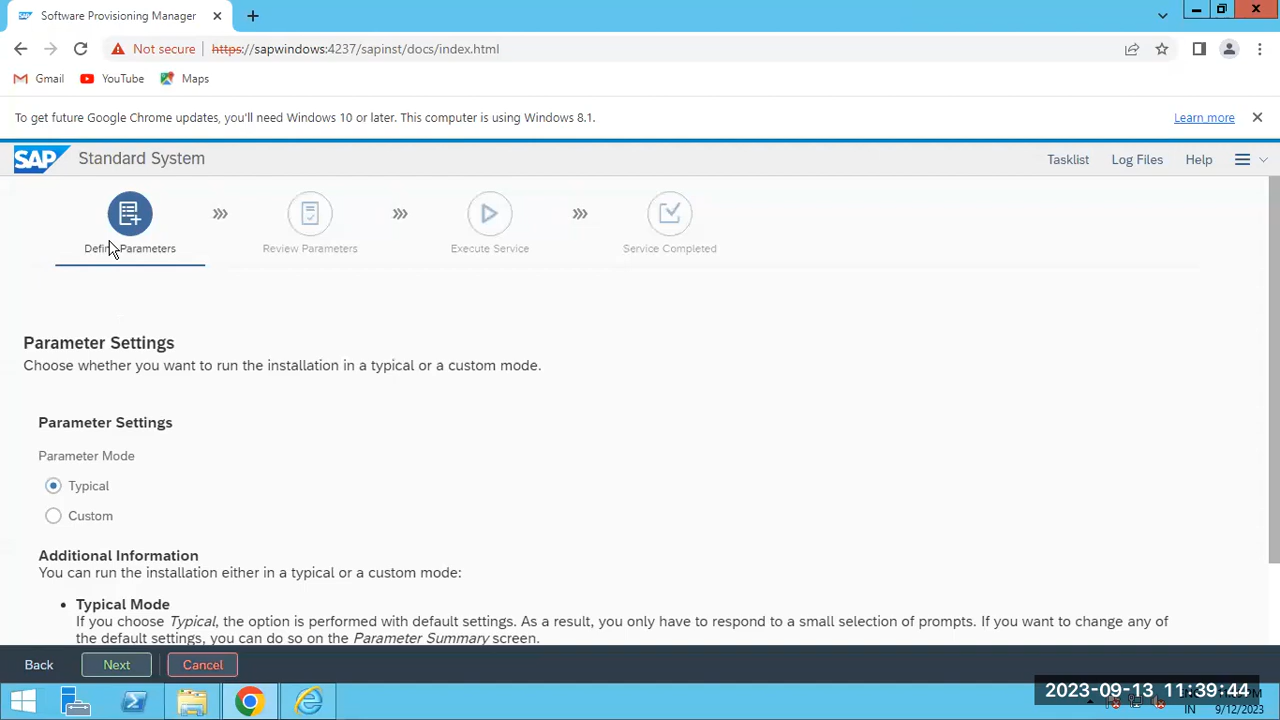 Software Provisioning Manager
Not secure
https://sapwindows:4237/sapinst/docs/index.html
Gmail
YouTube
Maps
To get future Google Chrome updates, you'll need Windows 10 or later. This computer is using Windows 8.1.
Learn more
SAP
Standard System
Tasklist
Log Files
Help
Define Parameters
Review Parameters
Execute Service
Service Completed
Parameter Settings
Choose whether you want to run the installation in a typical or a custom mode.
Parameter Settings
Parameter Mode
Typical
Custom
Additional Information
You can run the installation either in a typical or a custom mode:
• Typical Mode
If you choose Typical, the option is performed with default settings. As a result, you only have to respond to a small selection of prompts. If you want to change any of
the default settings, you can do so on the Parameter Summary screen.
Back
Next
Cancel
2023-09-13 11:39:44
IN
9/12/2023